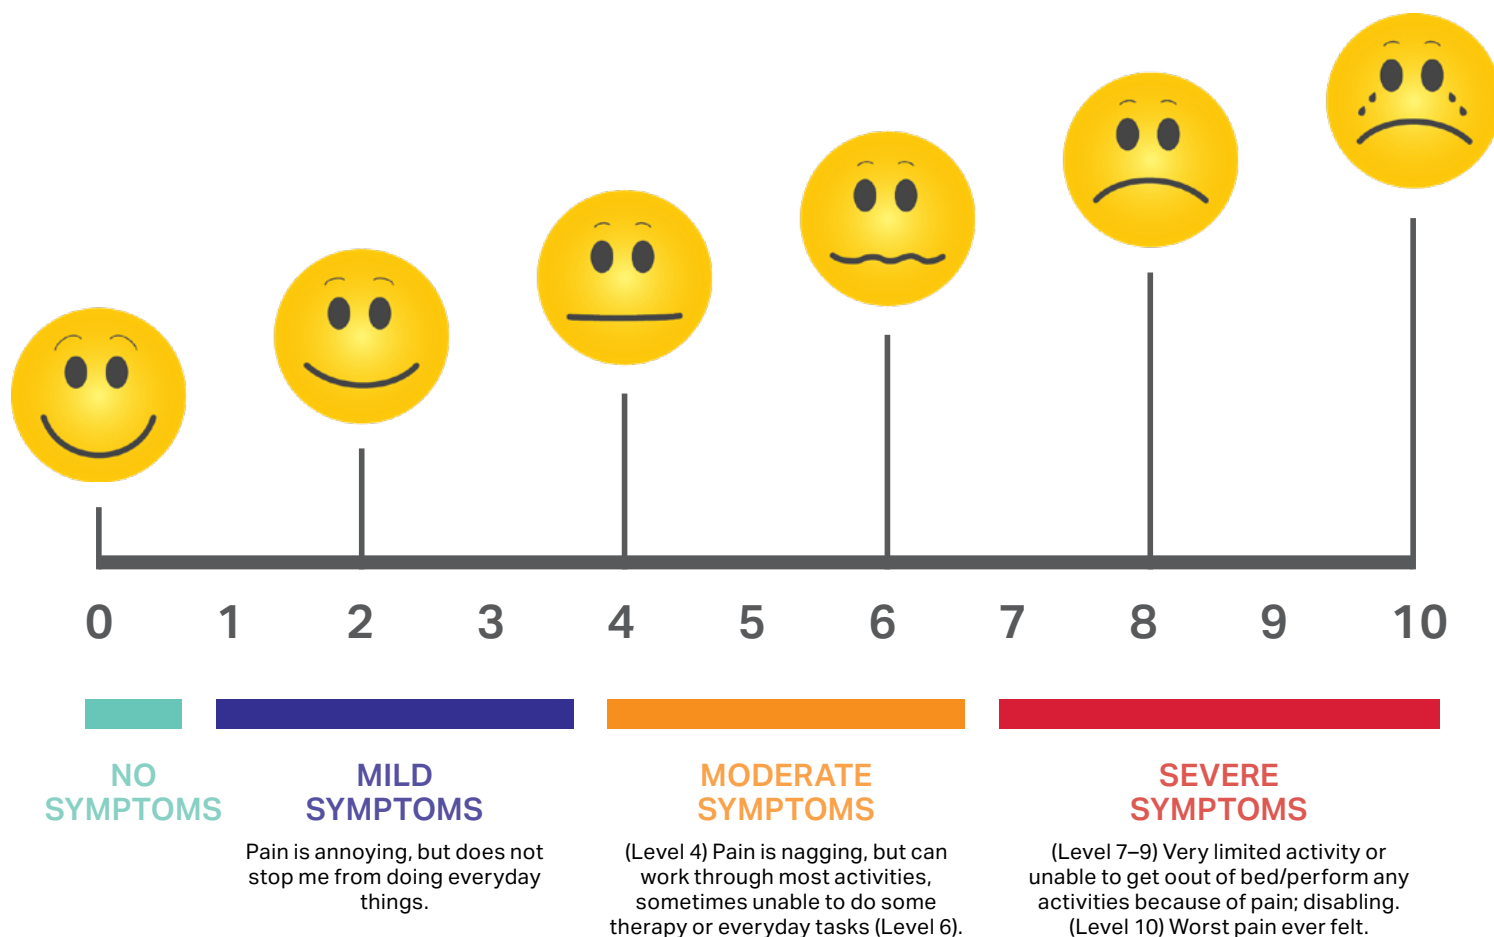 0 1 2 3 4 5 6 7 8 9 10
NO
SYMPTOMS
MILD
SYMPTOMS
Pain is annoying, but does not
stop me from doing everyday
things.
MODERATE
SYMPTOMS
(Level 4) Pain is nagging, but can
work through most activities,
sometimes unable to do some
therapy or everyday tasks (Level 6).
SEVERE
SYMPTOMS
(Level 7–9) Very limited activity or
unable to get oout of bed/perform any
activities because of pain; disabling.
(Level 10) Worst pain ever felt.